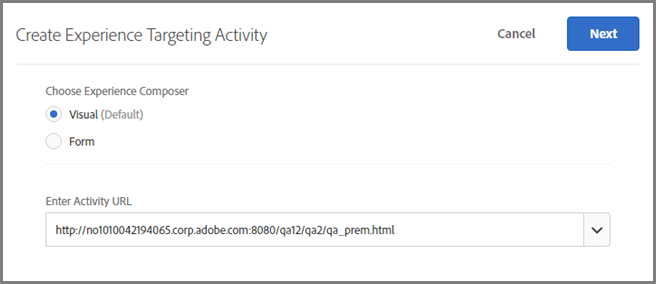 Create Experience Targeting Activity
Cancel
Next
Choose Experience Composer
Visual (Default)
Form
Enter Activity URL
http://no1010042194065.corp.adobe.com:8080/qa12/qa2/qa_prem.html